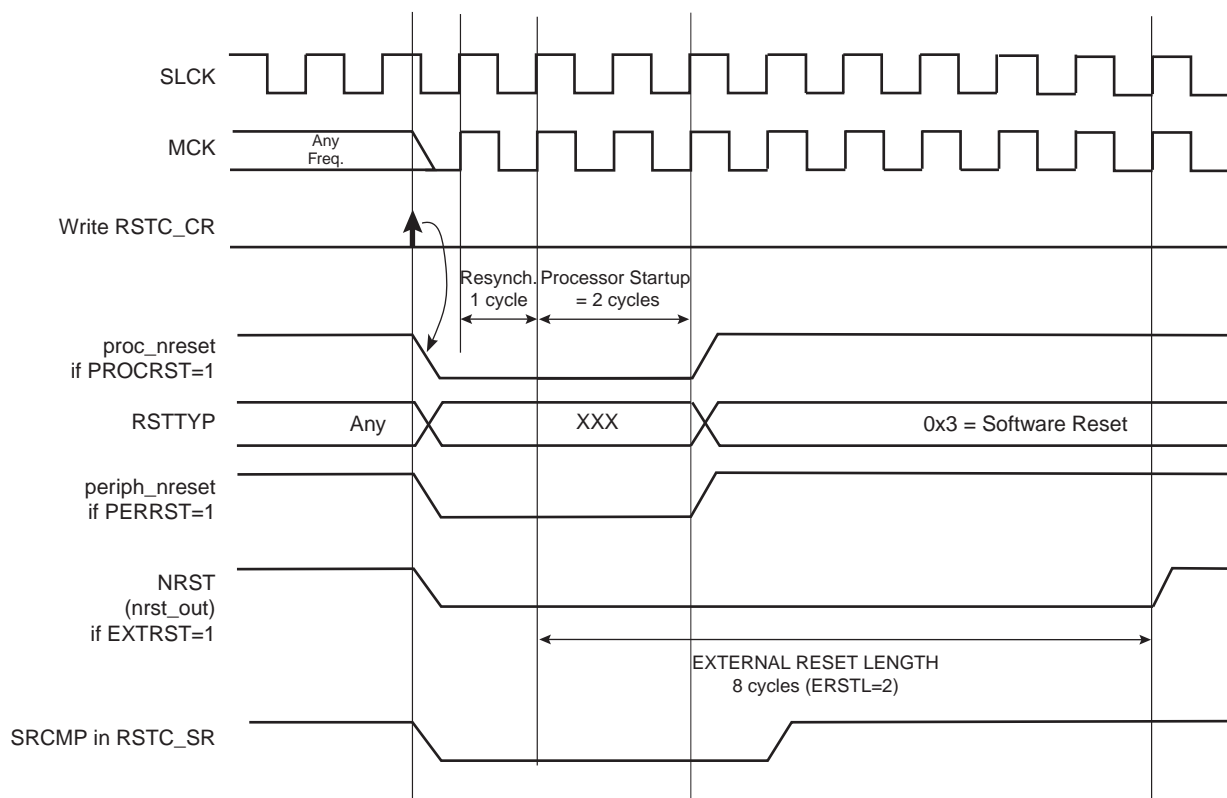 SLCK
MCK
Any
Freq.
Write RSTC_CR
Resynch.
1 cycle
Processor Startup
= 2 cycles
proc_nreset
if PROCRST=1
RSTTYP
Any
XXX
0x3 = Software Reset
periph_nreset
if PERRST=1
NRST
(nrst_out)
if EXTRST=1
EXTERNAL RESET LENGTH
8 cycles (ERSTL=2)
SRCMP in RSTC_SR